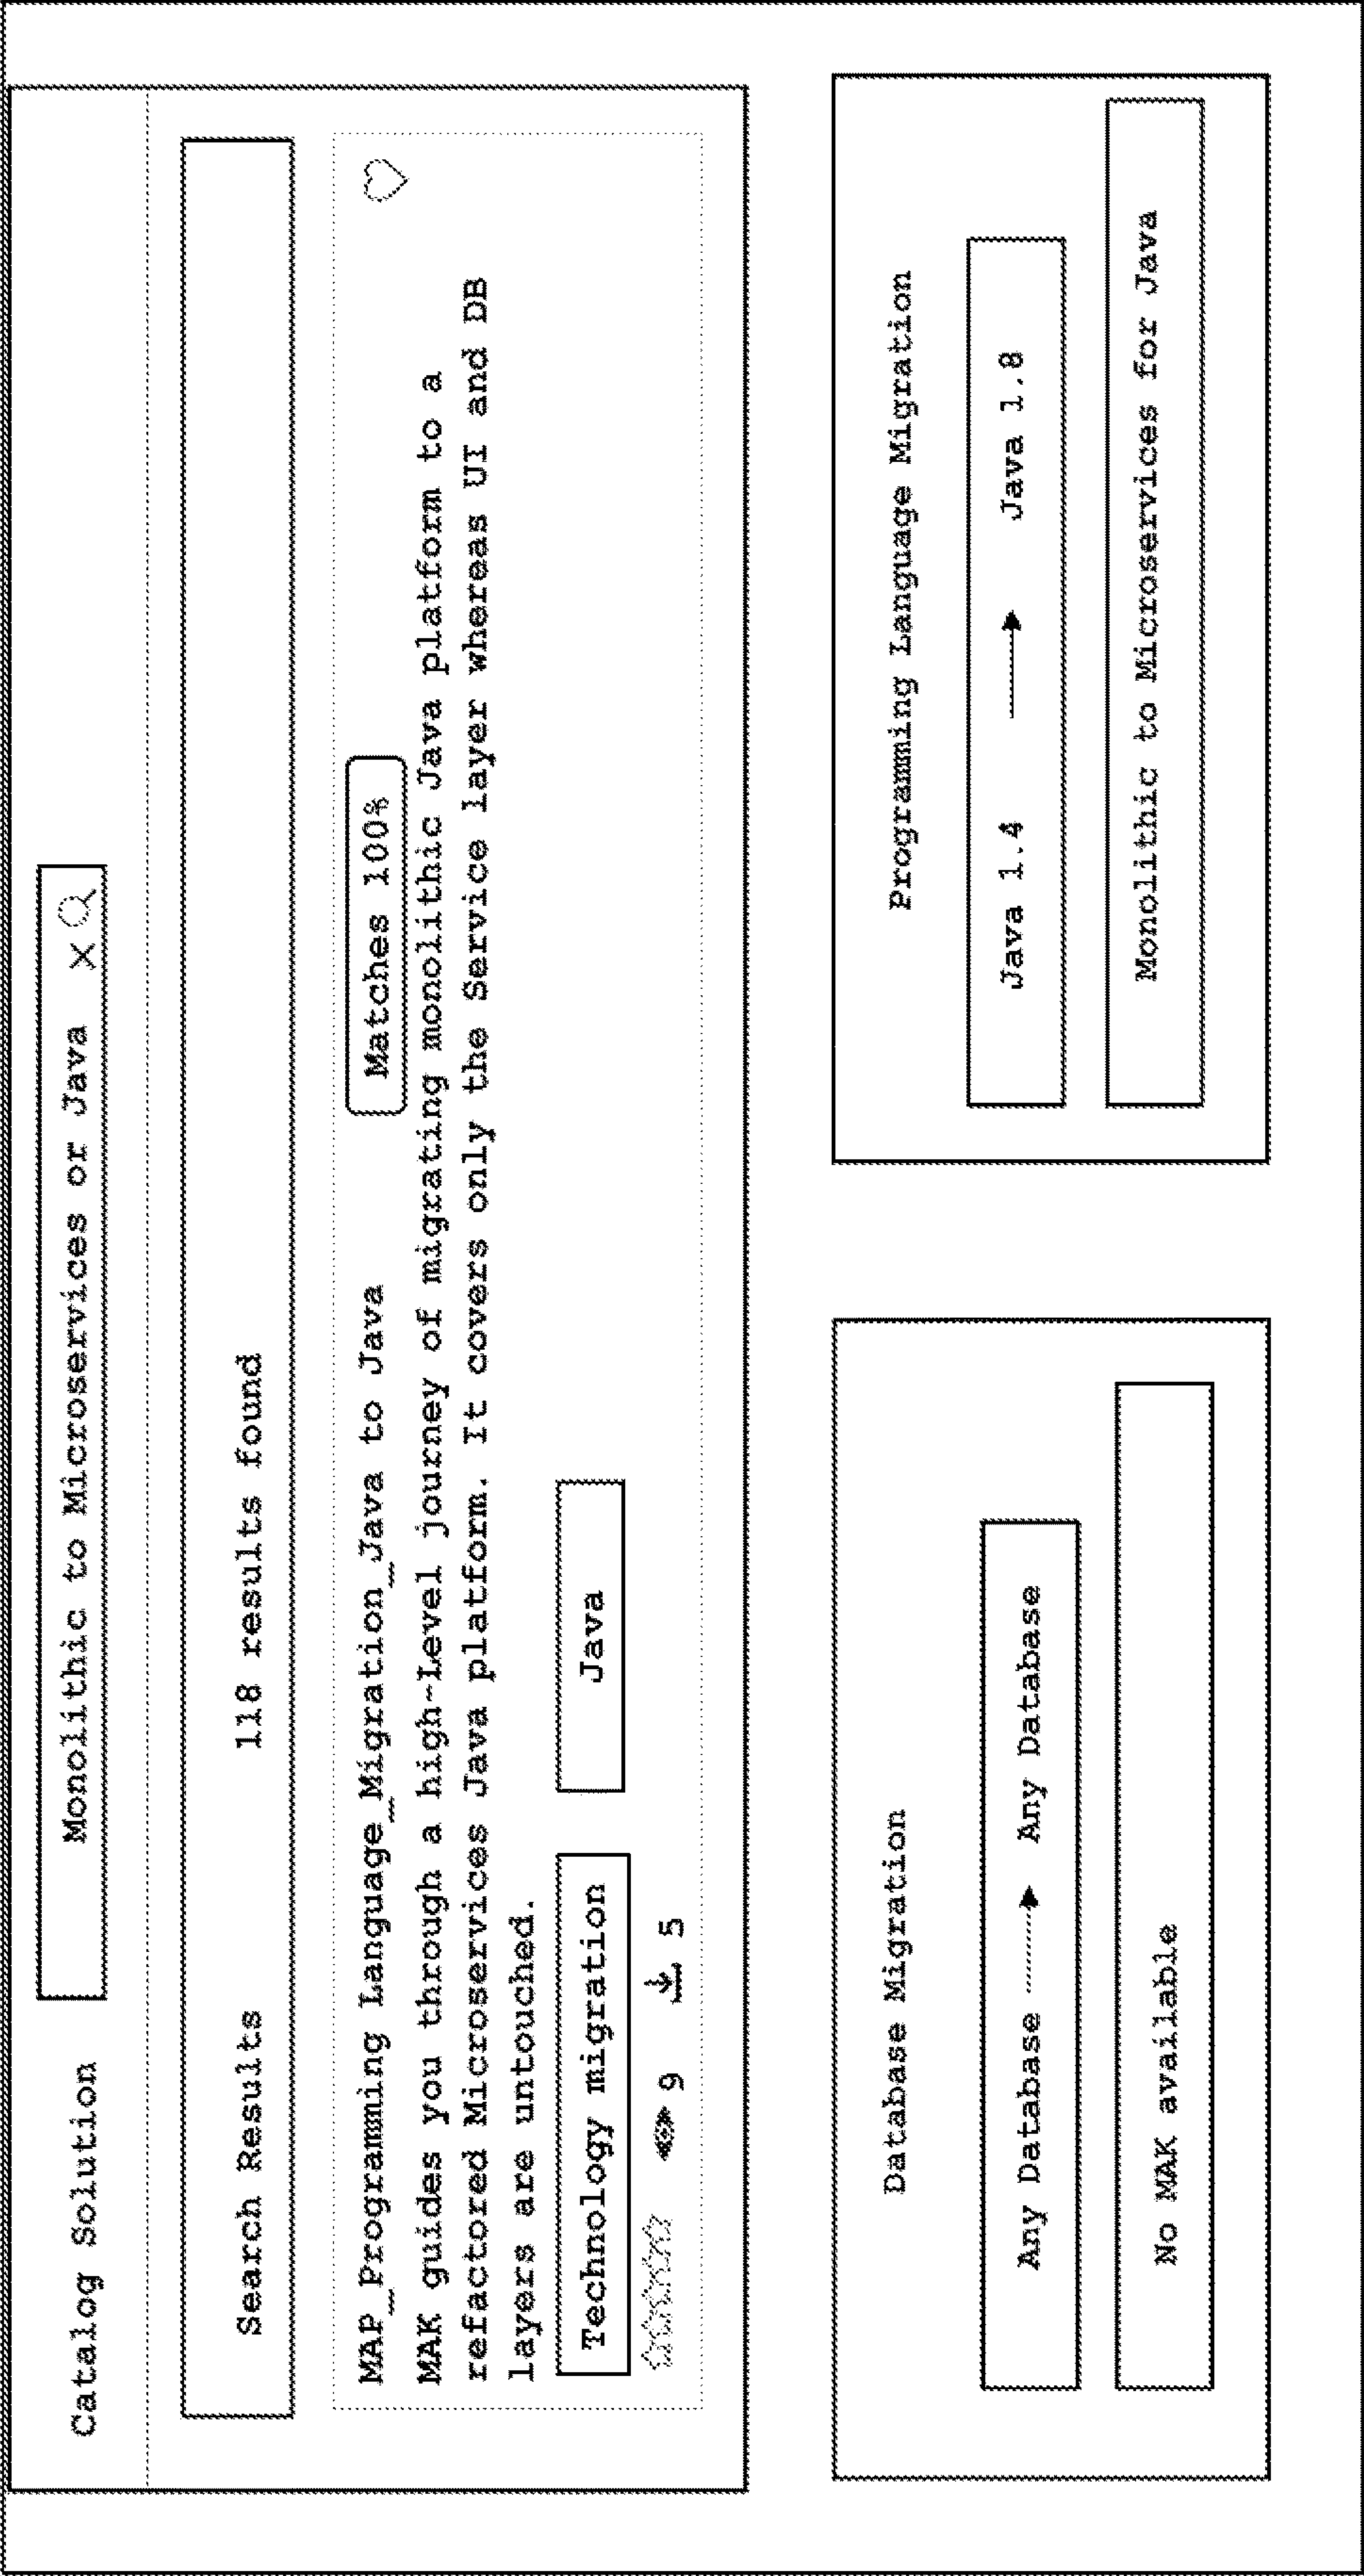 Catalog Solution
Monolithic to Microservices or Java X
Search Results 118 results found
MAP_Programming Language_Migration_Java to Java Matches 100%
MAK guides you through a high-Level journey of migrating monolithic Java platform to a
refactored Microservices Java platform. It covers only the Service layer whereas UI and DB
layers are untouched.
Technology migration Java
9 5
Database Migration
Any Database Any Database
No MAK available
Programming Language Migration
Java 1.4 Java 1.8
Monolithic to Microservices for Java